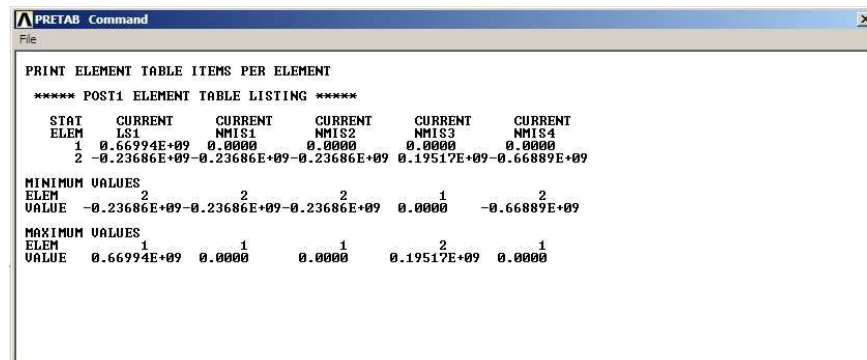 PRETAB Command
File
PRINT ELEMENT TABLE ITEMS PER ELEMENT
***** POST1 ELEMENT TABLE LISTING *****
STAT CURRENT CURRENT CURRENT CURRENT CURRENT
ELEM LS1 NMIS1 NMIS2 NMIS3 NMIS4
1 0.66994E+09 0.0000 0.0000 0.0000 0.0000
2 -0.23686E+09-0.23686E+09-0.23686E+09 0.19517E+09-0.66889E+09
MINIMUM VALUES
ELEM 2 2 2 1 2
VALUE -0.23686E+09-0.23686E+09-0.23686E+09 0.0000 -0.66889E+09
MAXIMUM VALUES
ELEM 1 1 1 2 1
VALUE 0.66994E+09 0.0000 0.0000 0.19517E+09 0.0000